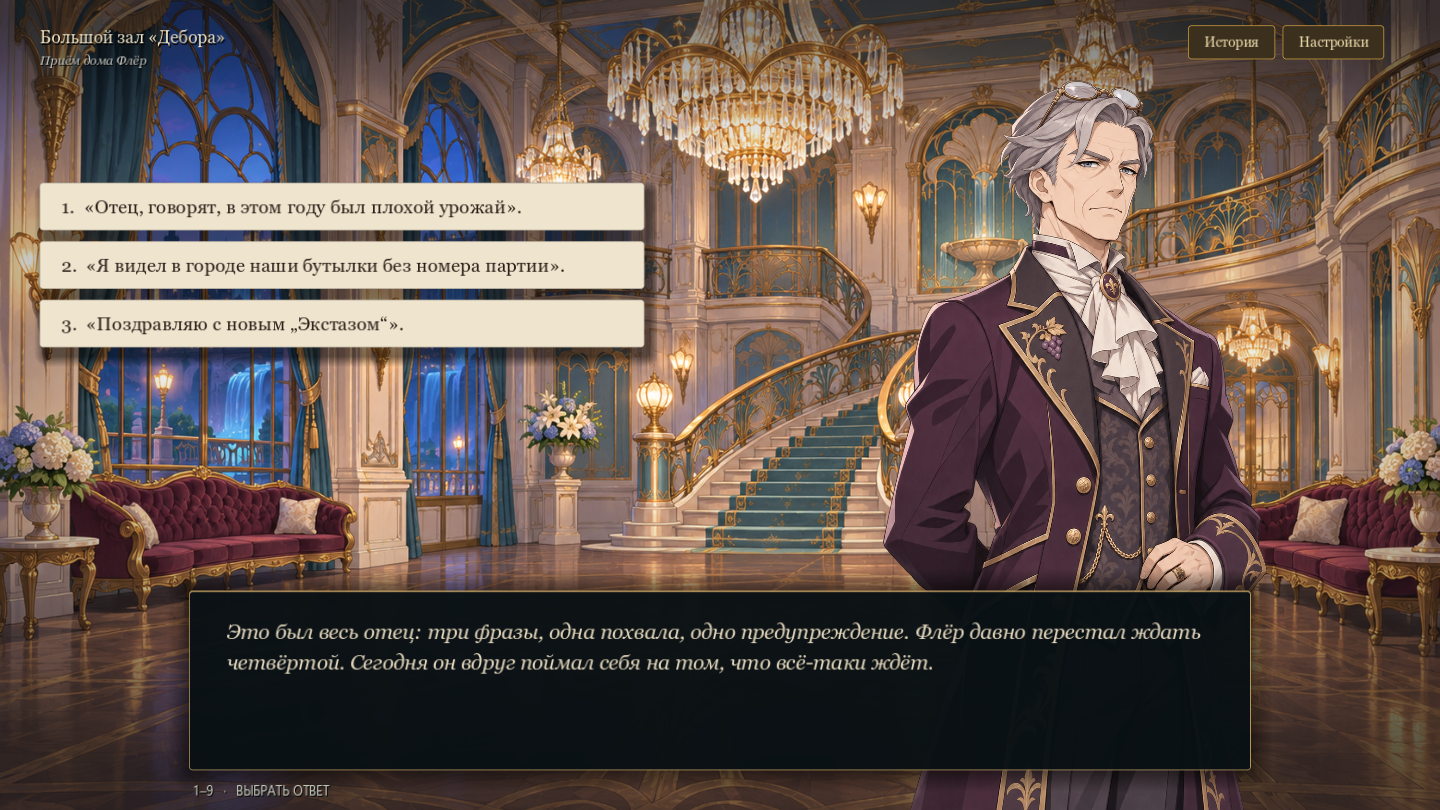 Большой зал «Дебора»
Приём дома Флёр
История
Настройки
1. «Отец, говорят, в этом году был плохой урожай».
2. «Я видел в городе наши бутылки без номера партии».
3. «Поздравляю с новым „Экстазом“».
Это был весь отец: три фразы, одна похвала, одно предупреждение. Флёр давно перестал ждать
четвёртой. Сегодня он вдруг поймал себя на том, что всё-таки ждёт.
1–9 · ВЫБРАТЬ ОТВЕТ